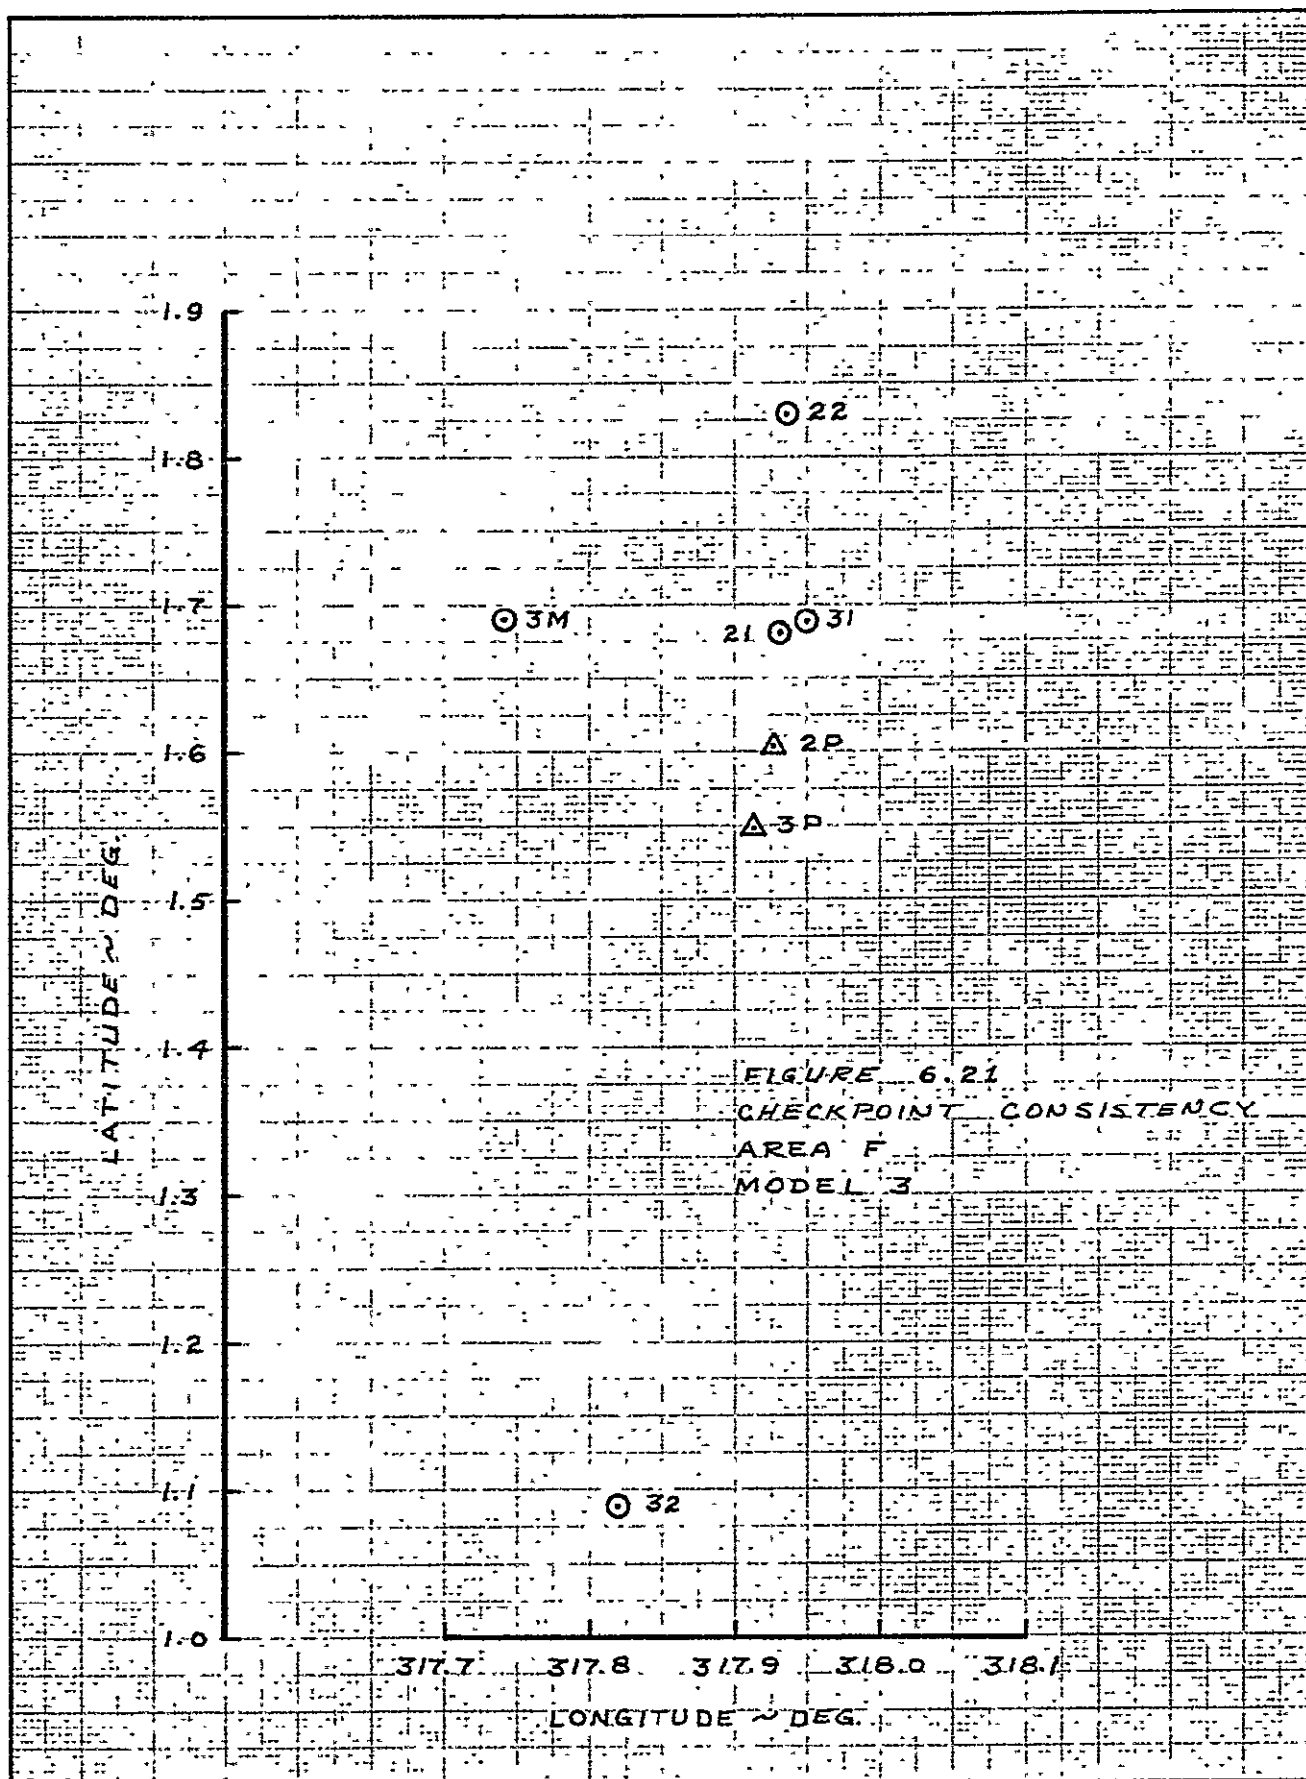 1.9
22
1.8
1.7
3M
21
31
2P
1.6
3P
1.5
LATITUDE ~ DEG.
1.4
FIGURE 6.21
CHECKPOINT CONSISTENCY
AREA F
MODEL 3
1.3
1.2
1.1
32
1.0
317.7 317.8 317.9 318.0 318.1
LONGITUDE ~ DEG.